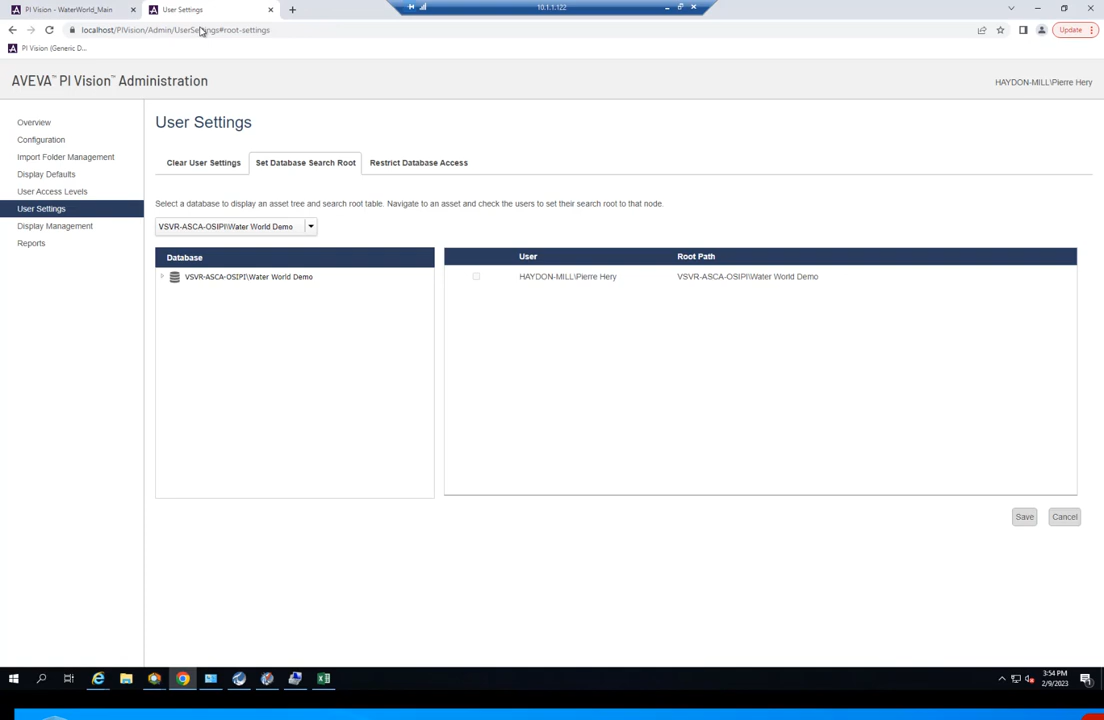 PI Vision - WaterWorld_Main
User Settings
10.1.1.122
localhost/PIVision/Admin/UserSettings#root-settings
Update
PI Vision (Generic D...
AVEVA™ PI Vision™ Administration
HAYDON-MILL\Pierre Hery
Overview
Configuration
Import Folder Management
Display Defaults
User Access Levels
User Settings
Display Management
Reports
User Settings
Clear User Settings
Set Database Search Root
Restrict Database Access
Select a database to display an asset tree and search root table. Navigate to an asset and check the users to set their search root to that node.
VSVR-ASCA-OSIPI\Water World Demo
Database
VSVR-ASCA-OSIPI\Water World Demo
User Root Path
HAYDON-MILL\Pierre Hery VSVR-ASCA-OSIPI\Water World Demo
Save
Cancel
3:54 PM
2/9/2023